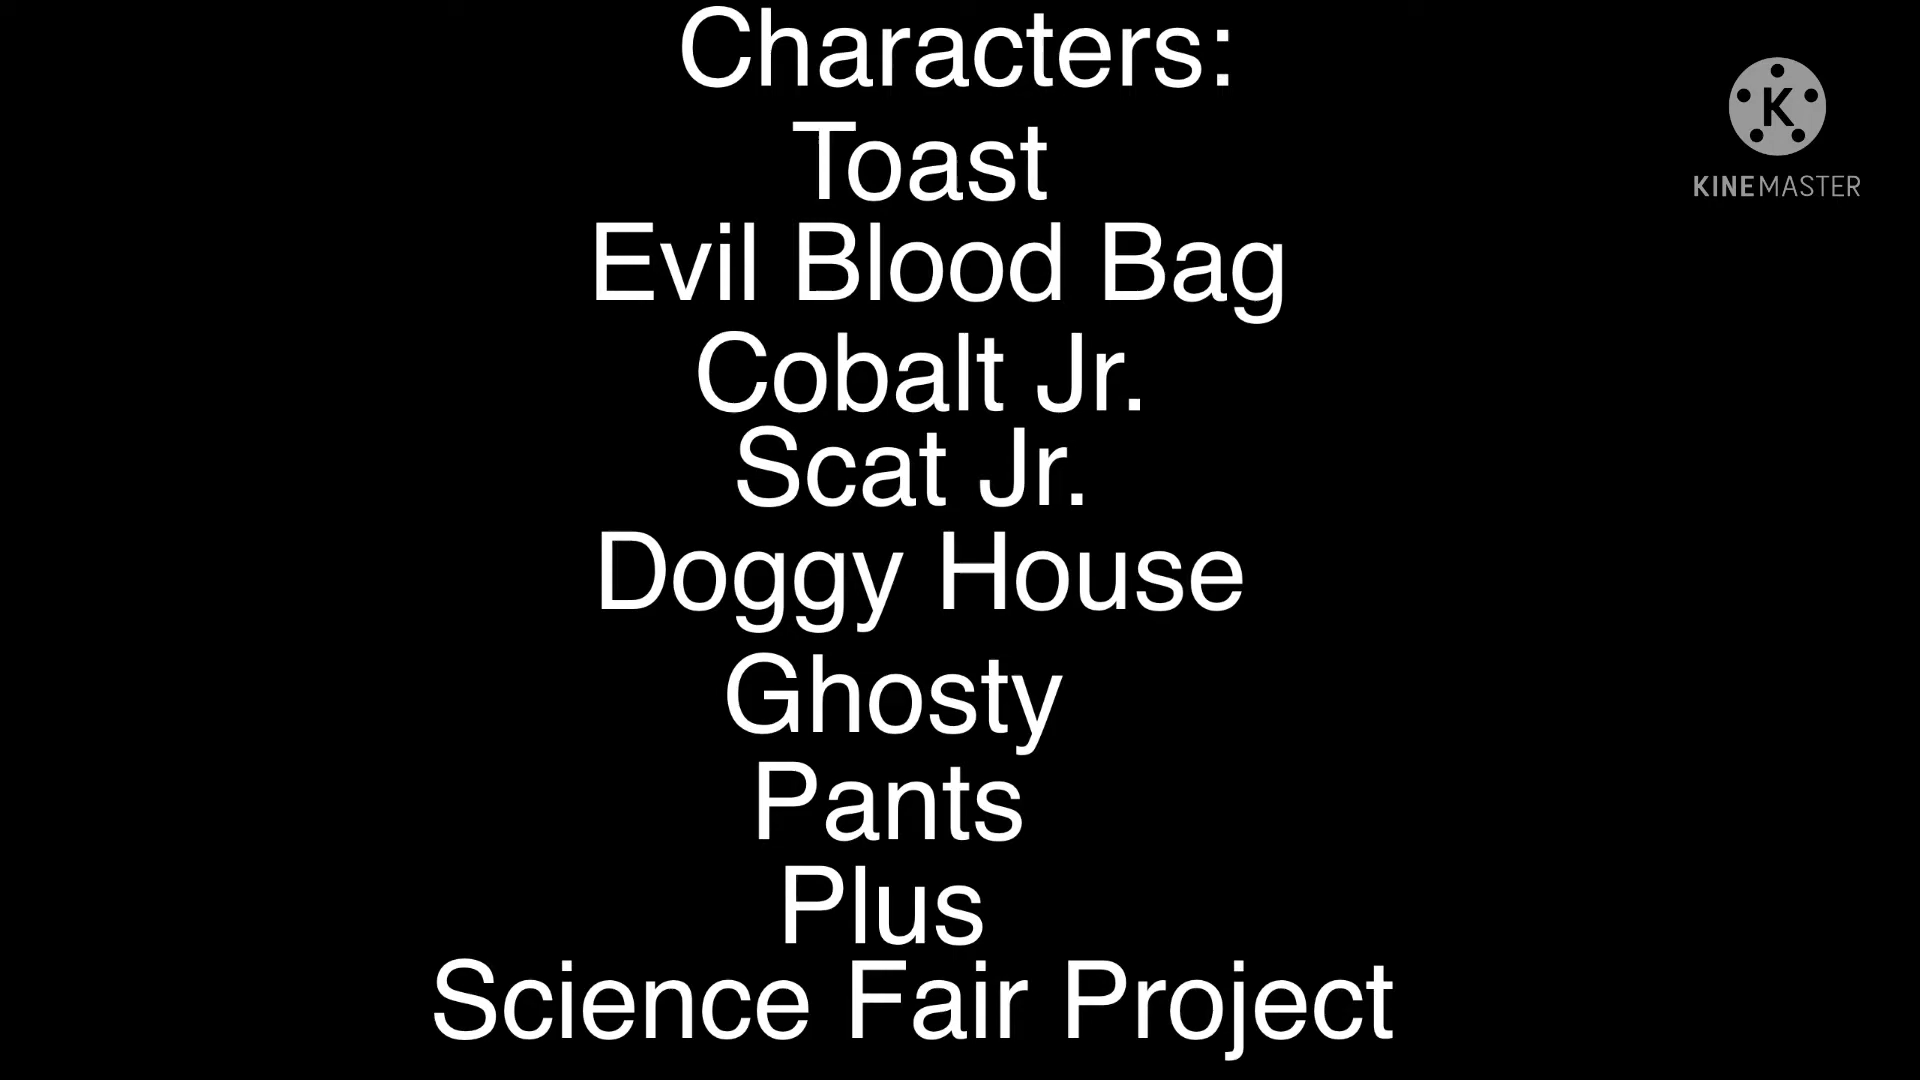 Characters:
Toast
Evil Blood Bag
Cobalt Jr.
Scat Jr.
Doggy House
Ghosty
Pants
Plus
Science Fair Project
K
KINEMASTER